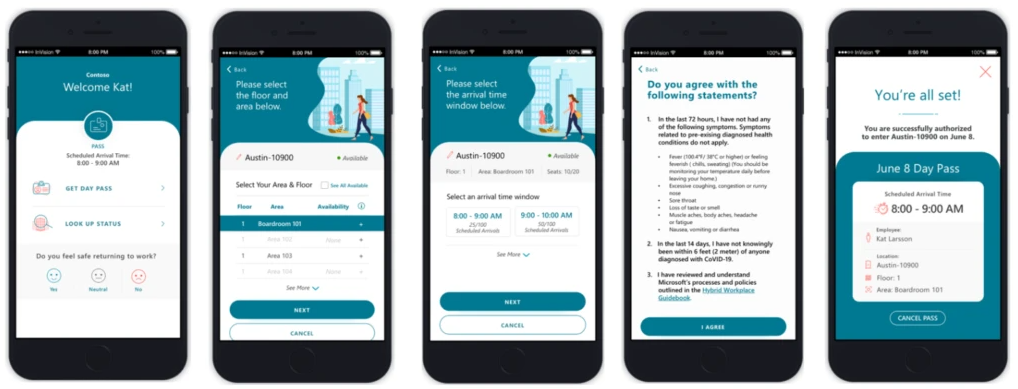 InVision 8:00 PM 100%
Contoso
Welcome Kat!
PASS
Scheduled Arrival Time:
8:00 - 9:00 AM
GET DAY PASS
LOOK UP STATUS
Do you feel safe returning to work?
Yes Neutral No
InVision 8:00 PM 100%
Back
Please select
the floor and
area below.
Austin-10900 Available
Select Your Area & Floor See All Available
Floor Area Availability
1 Boardroom 101
1 Area 102 None
1 Area 103
1 Area 104 None
See More
NEXT
CANCEL
InVision 8:00 PM 100%
Back
Please select
the arrival time
window below.
Austin-10900 Available
Floor: 1 Area: Boardroom 101 Seats: 10/20
Select an arrival time window
8:00 - 9:00 AM 9:00 - 10:00 AM
25/100 50/100
Scheduled Arrivals Scheduled Arrivals
See More
NEXT
CANCEL
InVision 8:00 PM 100%
Back
Do you agree with the
following statements?
1. In the last 72 hours, I have not had any
of the following symptoms. Symptoms
related to pre-exising diagnosed health
conditions do not apply.
• Fever (100.4°F/ 38°C or higher) or feeling
feverish ( chills, sweating) (You should be
monitoring your temperature daily before
leaving your home.)
• Excessive coughing, congestion or runny
nose
• Sore throat
• Loss of taste or smell
• Muscle aches, body aches, headache
or fatigue
• Nausea, vomiting or diarrhea
2. In the last 14 days, I have not knowingly
been within 6 feet (2 meter) of anyone
diagnosed with CoVID-19.
3. I have reviewed and understand
Microsoft's processes and policies
outlined in the Hybrid Workplace
Guidebook.
I AGREE
InVision 8:00 PM 100%
You're all set!
You are successfully authorized
to enter Austin-10900 on June 8.
June 8 Day Pass
Scheduled Arrival Time
8:00 - 9:00 AM
Employee:
Kat Larsson
Location:
Austin-10900
Floor: 1
Area: Boardroom 101
CANCEL PASS